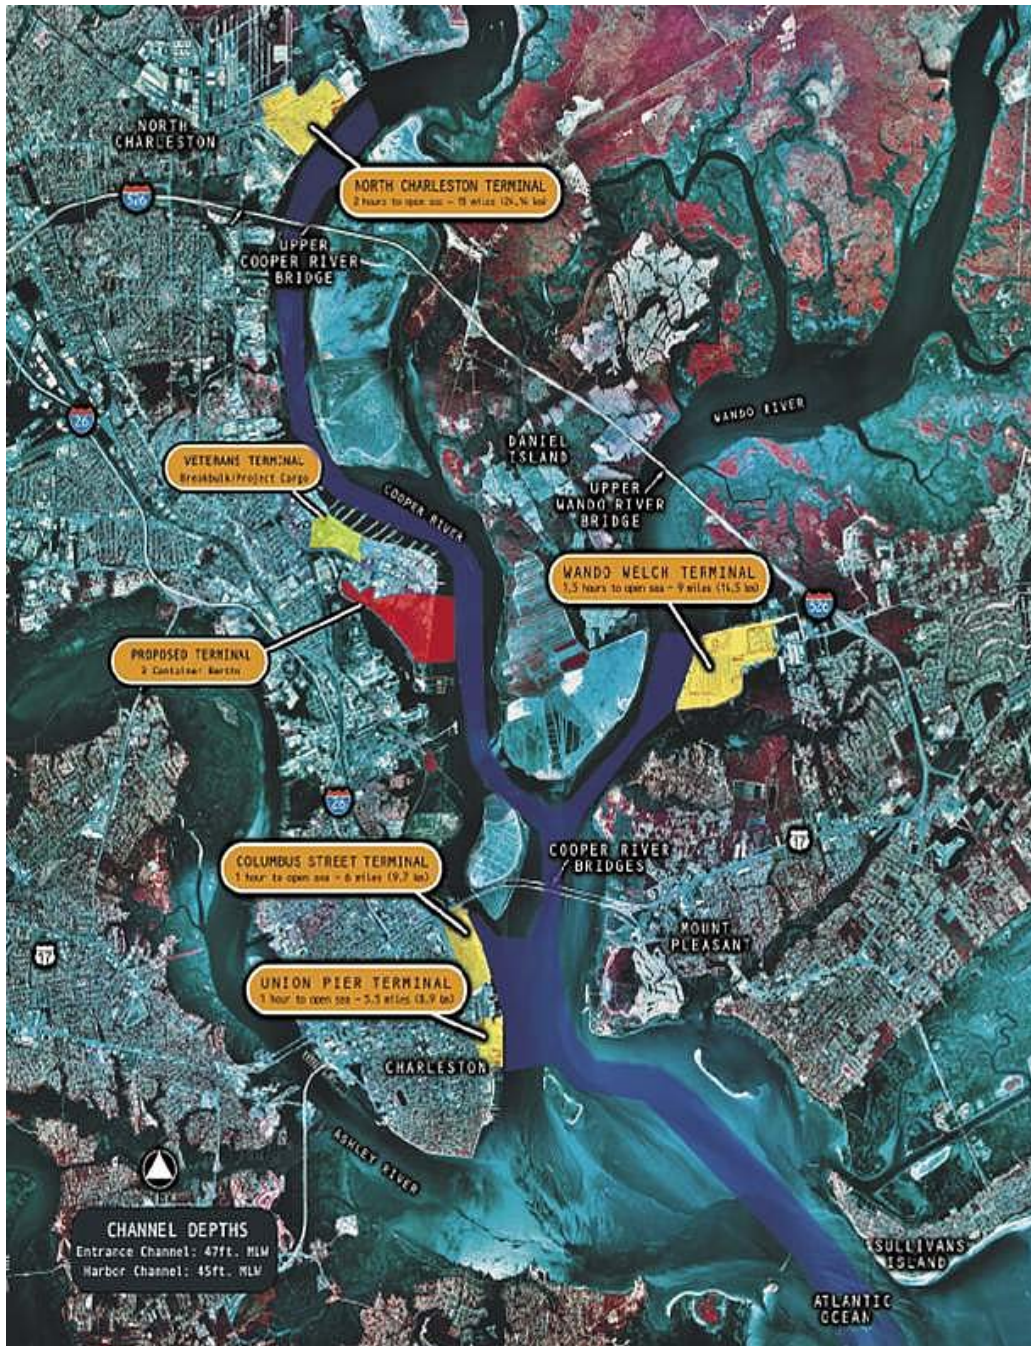 NORTH
CHARLESTON
NORTH CHARLESTON TERMINAL
2 hours to open sea - 15 miles (24.14 km)
526
UPPER
COOPER RIVER
BRIDGE
26
WANDO RIVER
DANIEL
ISLAND
VETERANS TERMINAL
Breakbulk/Project Cargo
COOPER RIVER
UPPER
WANDO RIVER
BRIDGE
WANDO WELCH TERMINAL
1.5 hours to open sea - 9 miles (14.5 km)
526
PROPOSED TERMINAL
3 Container Berths
26
COOPER RIVER
BRIDGES
17
COLUMBUS STREET TERMINAL
1 hour to open sea - 6 miles (9.7 km)
MOUNT
PLEASANT
17
UNION PIER TERMINAL
1 hour to open sea - 5.5 miles (8.9 km)
CHARLESTON
ASHLEY RIVER
CHANNEL DEPTHS
Entrance Channel: 47ft. MLW
Harbor Channel: 45ft. MLW
SULLIVANS
ISLAND
ATLANTIC
OCEAN